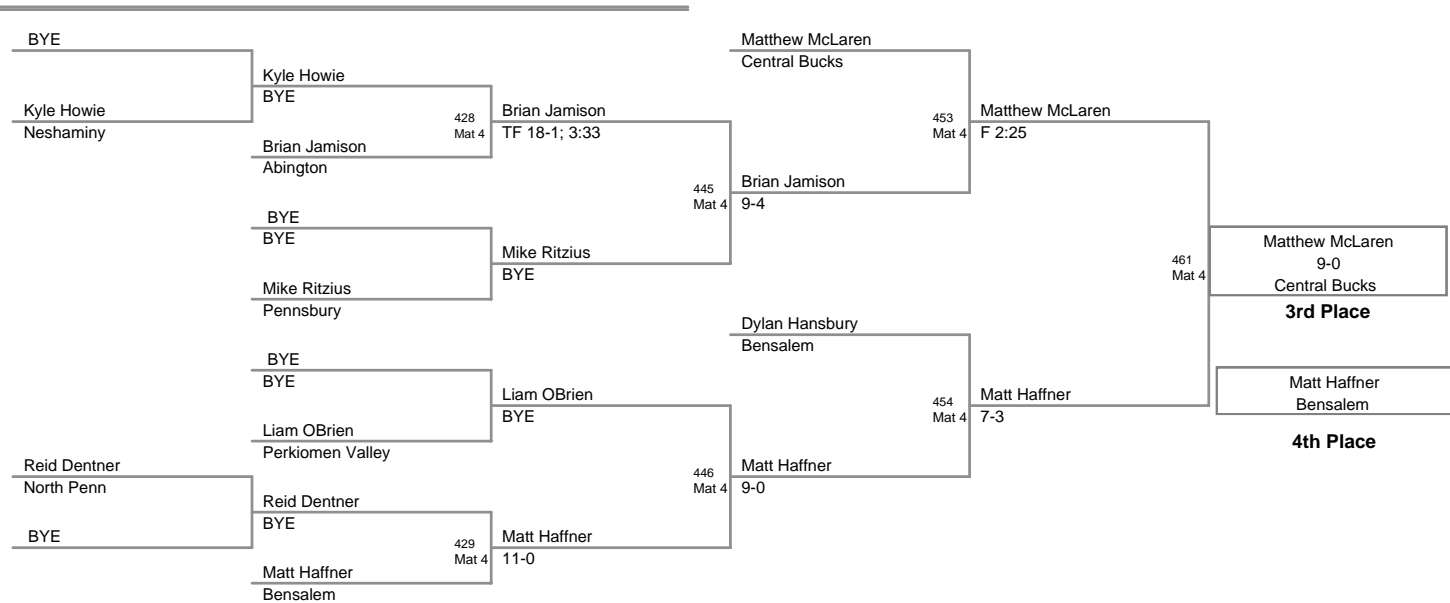 BYE
Kyle Howie
Neshaminy
Reid Dentner
North Penn
BYE
Kyle Howie
BYE
Brian Jamison
Abington
BYE
BYE
Mike Ritzius
Pennsbury
BYE
BYE
Liam OBrien
Perkiomen Valley
Reid Dentner
BYE
Matt Haffner
Bensalem
428
Mat 4
429
Mat 4
Brian Jamison
TF 18-1; 3:33
Mike Ritzius
BYE
Liam OBrien
BYE
Matt Haffner
11-0
445
Mat 4
446
Mat 4
Matthew McLaren
Central Bucks
Brian Jamison
9-4
Dylan Hansbury
Bensalem
Matt Haffner
9-0
453
Mat 4
454
Mat 4
Matthew McLaren
F 2:25
Matt Haffner
7-3
461
Mat 4
Matthew McLaren
9-0
Central Bucks
3rd Place
Matt Haffner
Bensalem
4th Place